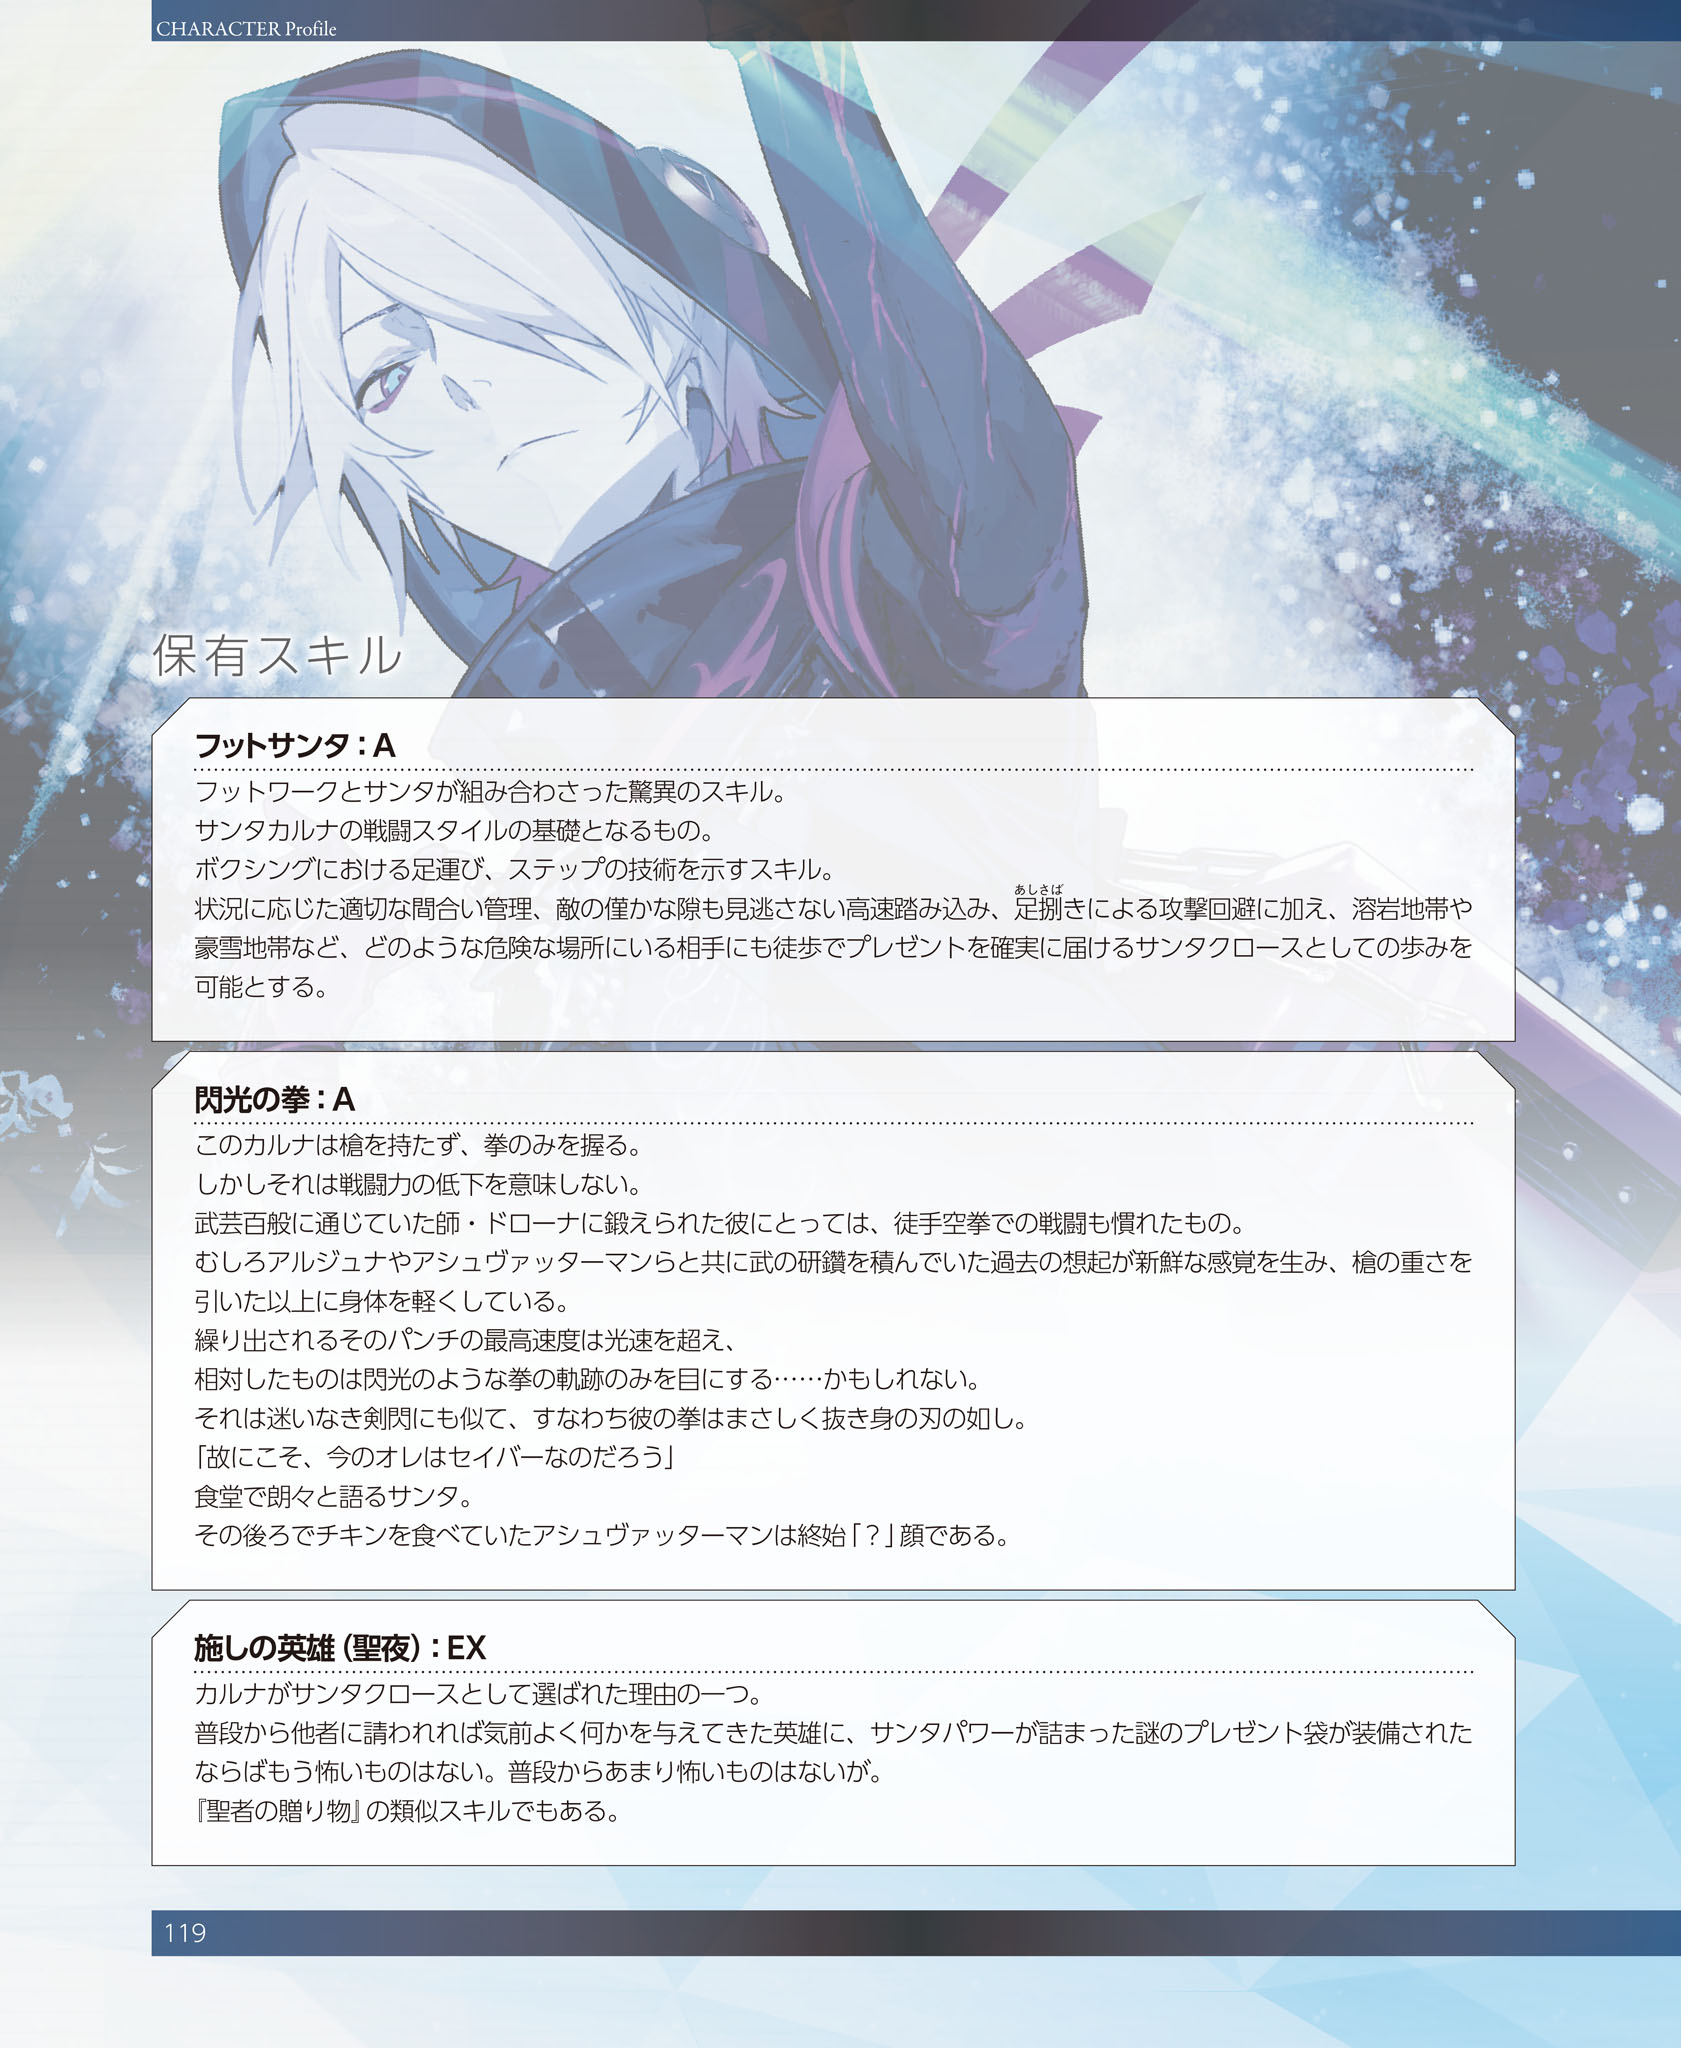 CHARACTER Profile
保有スキル
フットサンタ：A
フットワークとサンタが組み合わさった驚異のスキル。
サンタカルナの戦闘スタイルの基礎となるもの。
ボクシングにおける足運び、ステップの技術を示すスキル。
あしさば
状況に応じた適切な間合い管理、敵の僅かな隙も見逃さない高速踏み込み、足捌きによる攻撃回避に加え、溶岩地帯や
豪雪地帯など、どのような危険な場所にいる相手にも徒歩でプレゼントを確実に届けるサンタクロースとしての歩みを
可能とする。
閃光の拳：A
このカルナは槍を持たず、拳のみを握る。
しかしそれは戦闘力の低下を意味しない。
武芸百般に通じていた師・ドローナに鍛えられた彼にとっては、徒手空拳での戦闘も慣れたもの。
むしろアルジュナやアシュヴァッターマンらと共に武の研鑽を積んでいた過去の想起が新鮮な感覚を生み、槍の重さを
引いた以上に身体を軽くしている。
繰り出されるそのパンチの最高速度は光速を超え、
相対したものは閃光のような拳の軌跡のみを目にする……かもしれない。
それは迷いなき剣閃にも似て、すなわち彼の拳はまさしく抜き身の刃の如し。
「故にこそ、今のオレはセイバーなのだろう」
食堂で朗々と語るサンタ。
その後ろでチキンを食べていたアシュヴァッターマンは終始「？」顔である。
施しの英雄（聖夜）：EX
カルナがサンタクロースとして選ばれた理由の一つ。
普段から他者に請われれば気前よく何かを与えてきた英雄に、サンタパワーが詰まった謎のプレゼント袋が装備された
ならばもう怖いものはない。普段からあまり怖いものはないが。
『聖者の贈り物』の類似スキルでもある。
119